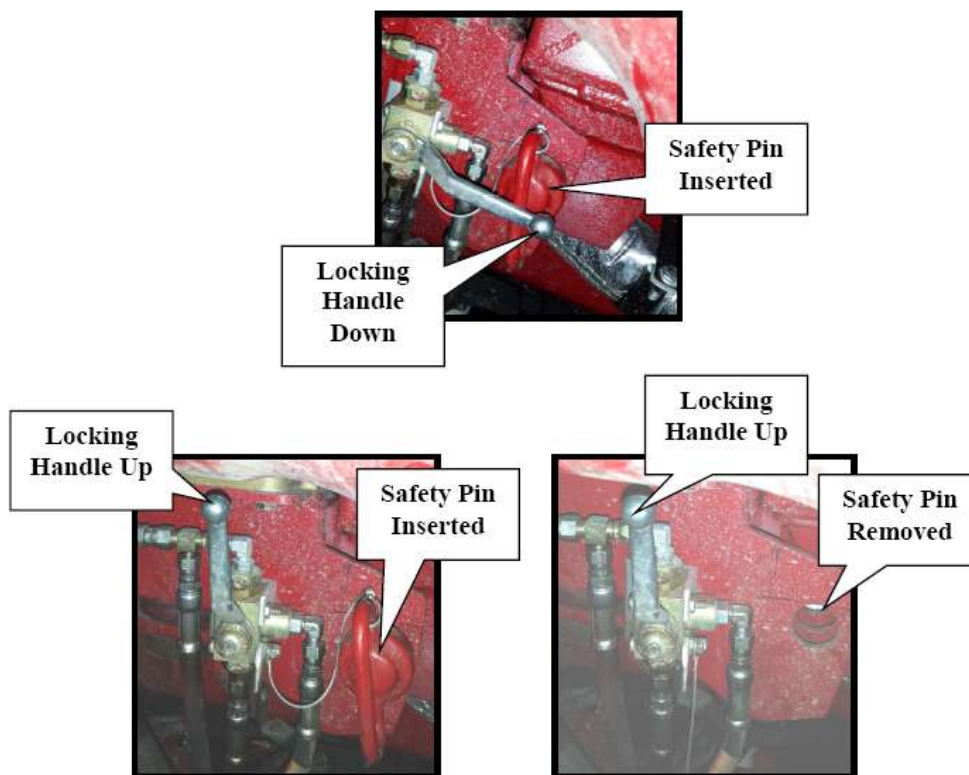 Safety Pin
Inserted
Locking
Handle
Down
Locking
Handle Up
Safety Pin
Inserted
Locking
Handle Up
Safety Pin
Removed